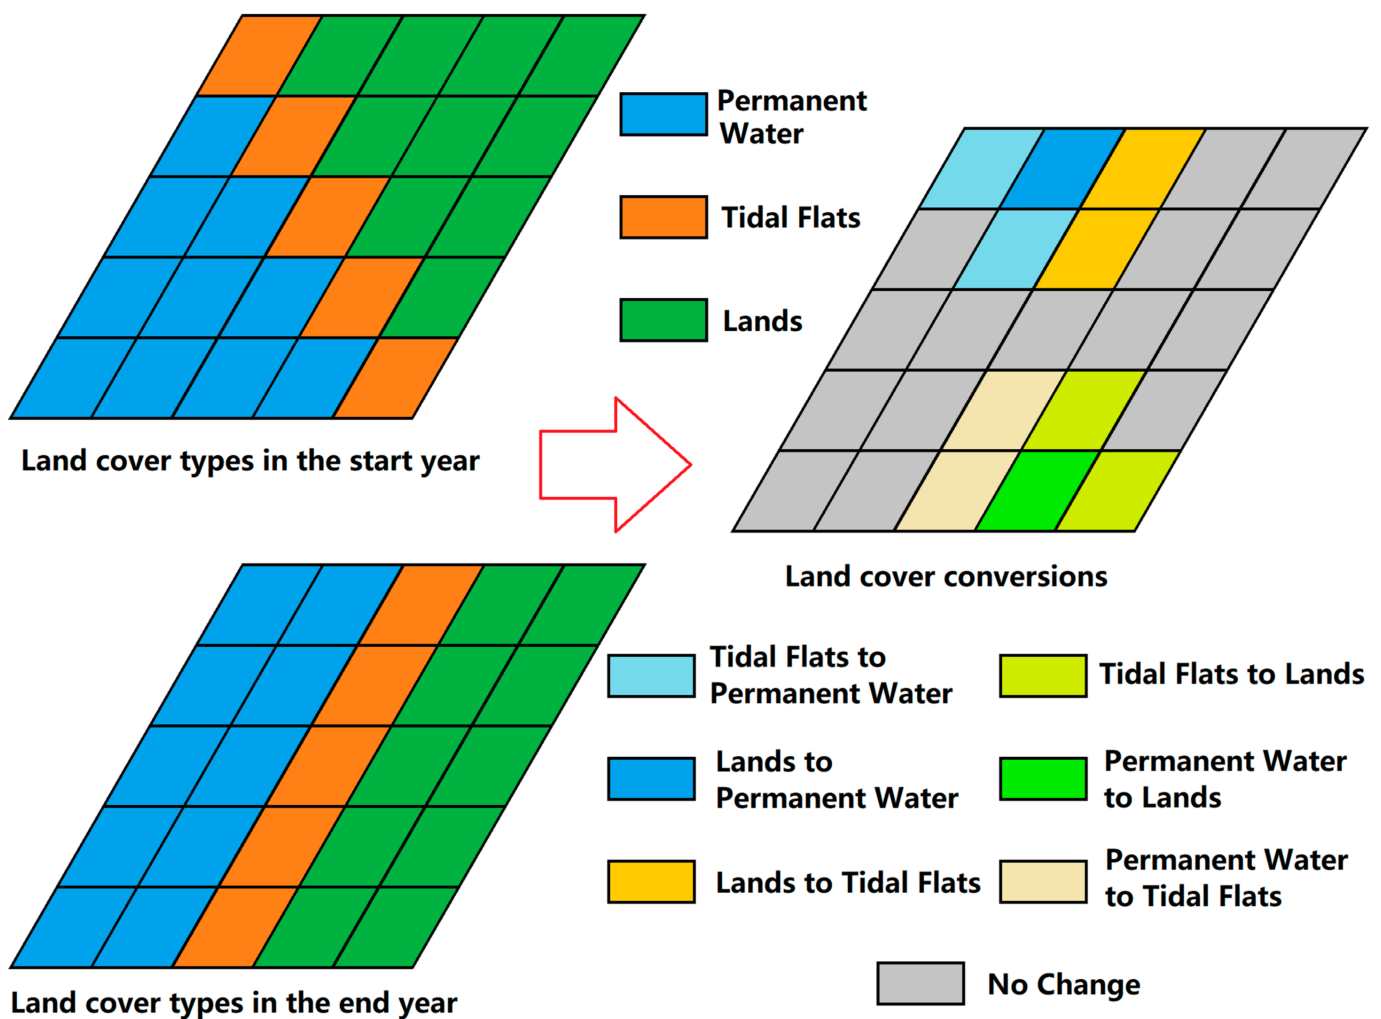 Permanent
Water
Tidal Flats
Lands
Land cover types in the start year
Land cover conversions
Tidal Flats to
Permanent Water
Tidal Flats to Lands
Lands to
Permanent Water
Permanent Water
to Lands
Lands to Tidal Flats
Permanent Water
to Tidal Flats
No Change
Land cover types in the end year